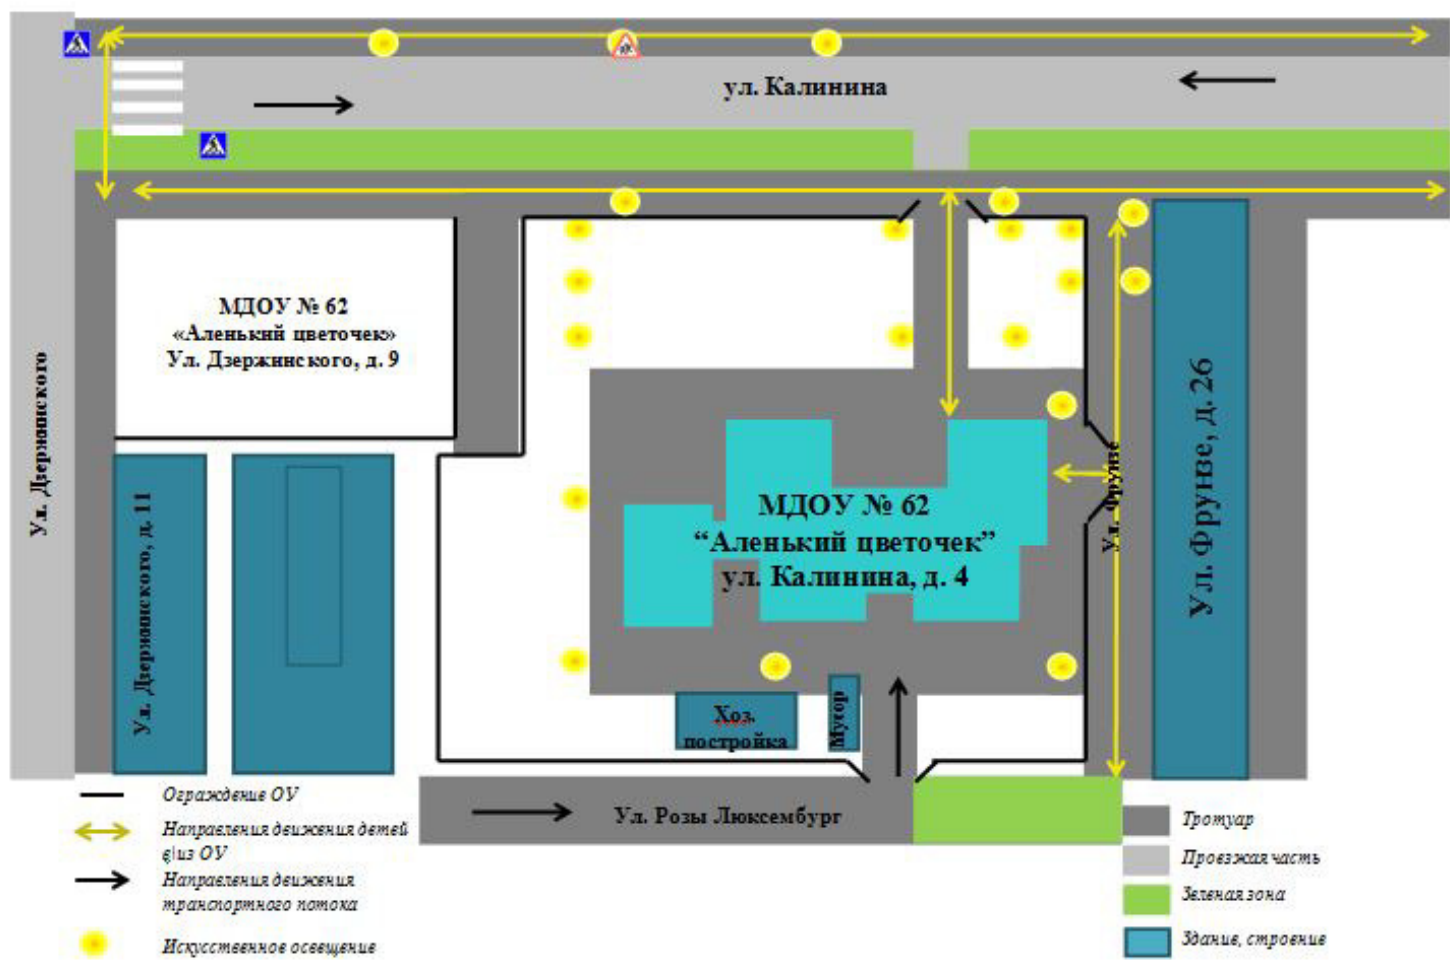 ул. Калинина
МДОУ № 62
«Аленький цветочек»
Ул. Дзержинского, д. 9
Ул. Дзержинского
Ул. Дзержинского, д. 11
МДОУ № 62
“Аленький цветочек”
ул. Калинина, д. 4
Ул. Фрунзе
Ул. Фрунзе, д. 26
Хоз.
постройка
Мусор
Ул. Розы Люксембург
Ограждение ОУ
Направления движения детей
в|из ОУ
Направления движения
транспортного потока
Искусственное освещение
Тротуар
Проезжая часть
Зеленая зона
Здание, строение